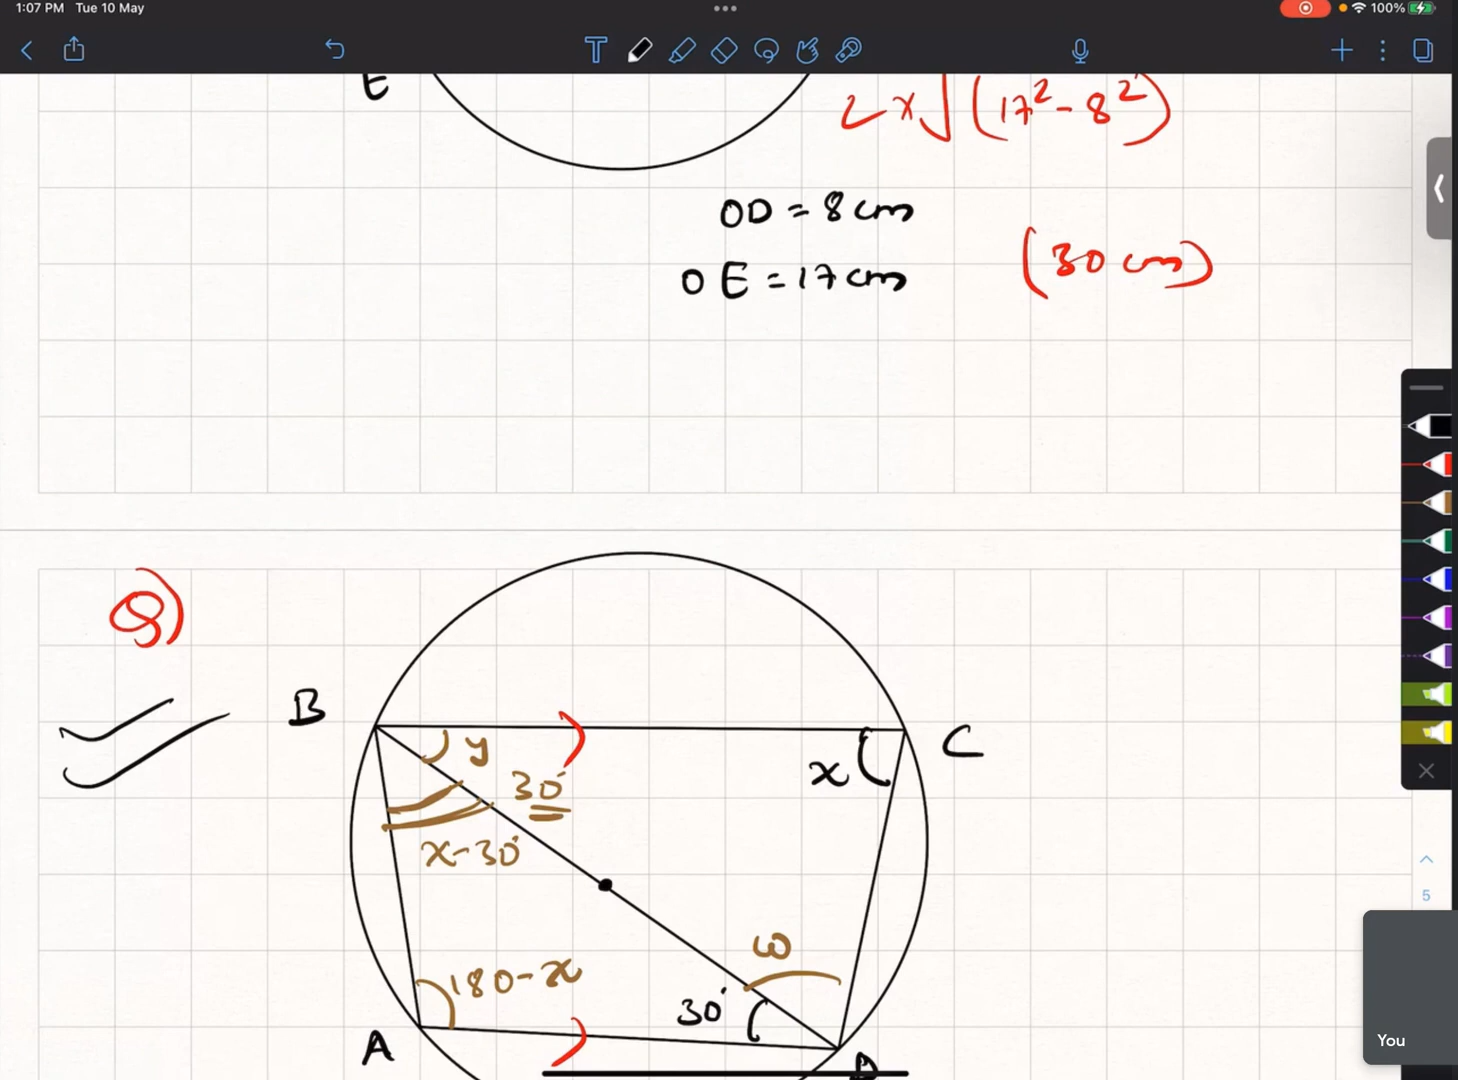 1:07 PM Tue 10 May
100%
E
2 x √(17² - 8²)
OD = 8 cm
OE = 17 cm
(30 cm)
Q)
B
C
y
x
30°
x - 30°
ω
180 - x
30°
A
D
5
You